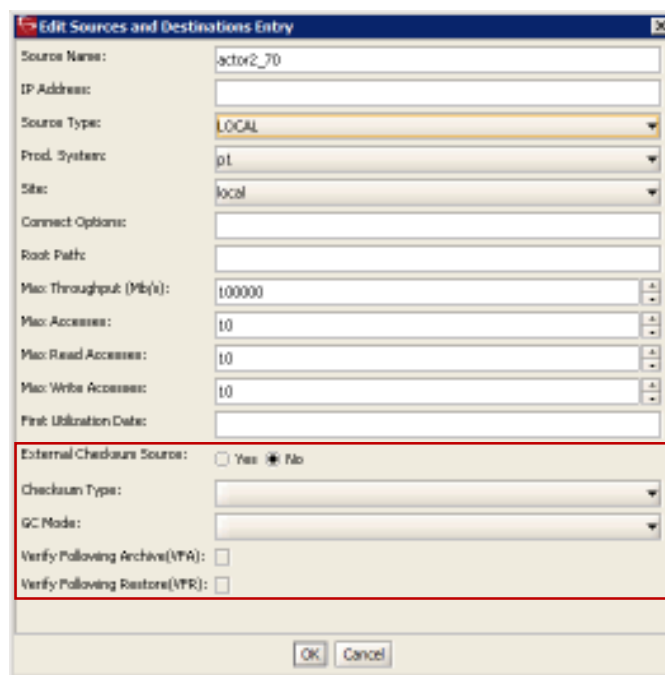 Edit Sources and Destinations Entry
Source Name: actor2_70
IP Address:
Source Type: LOCAL
Prod. System: pt
Site: local
Connect Options:
Root Path:
Max Throughput (Mb/s): 100000
Max Accesses: 10
Max Read Accesses: 10
Max Write Accesses: 10
First Utilization Date:
External Checksum Source: Yes No
Checksum Type:
GC Mode:
Verify Following Archive(VFA):
Verify Following Restore(VFR):
OK Cancel